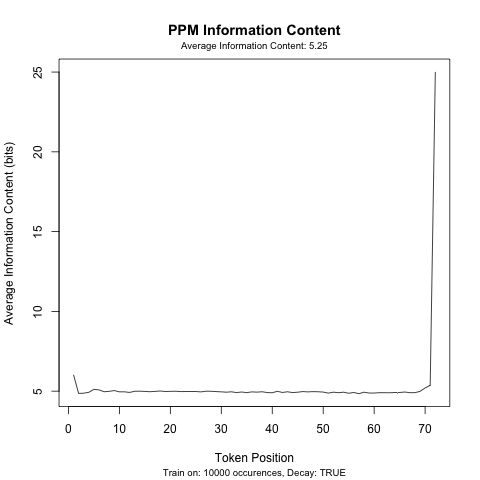 PPM Information Content
Average Information Content: 5.25
Average Information Content (bits)
25
20
15
10
5
0 10 20 30 40 50 60 70
Token Position
Train on: 10000 occurences, Decay: TRUE